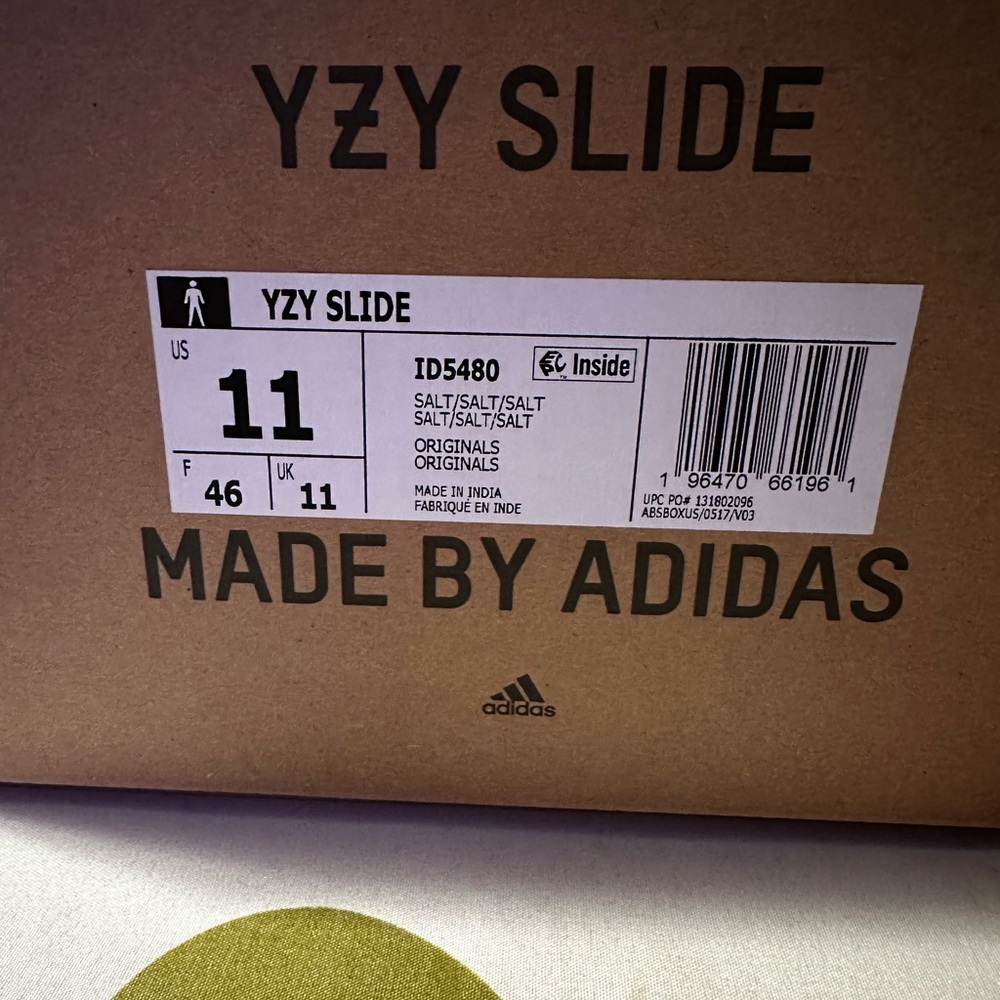 YZY SLIDE
YZY SLIDE
US
11
F
46
UK
11
ID5480
EPC Inside
SALT/SALT/SALT
SALT/SALT/SALT
ORIGINALS
ORIGINALS
MADE IN INDIA
FABRIQUÉ EN INDE
1 96470 66196 1
UPC PO# 131802096
ABSBOXUS/0517/V03
MADE BY ADIDAS
adidas